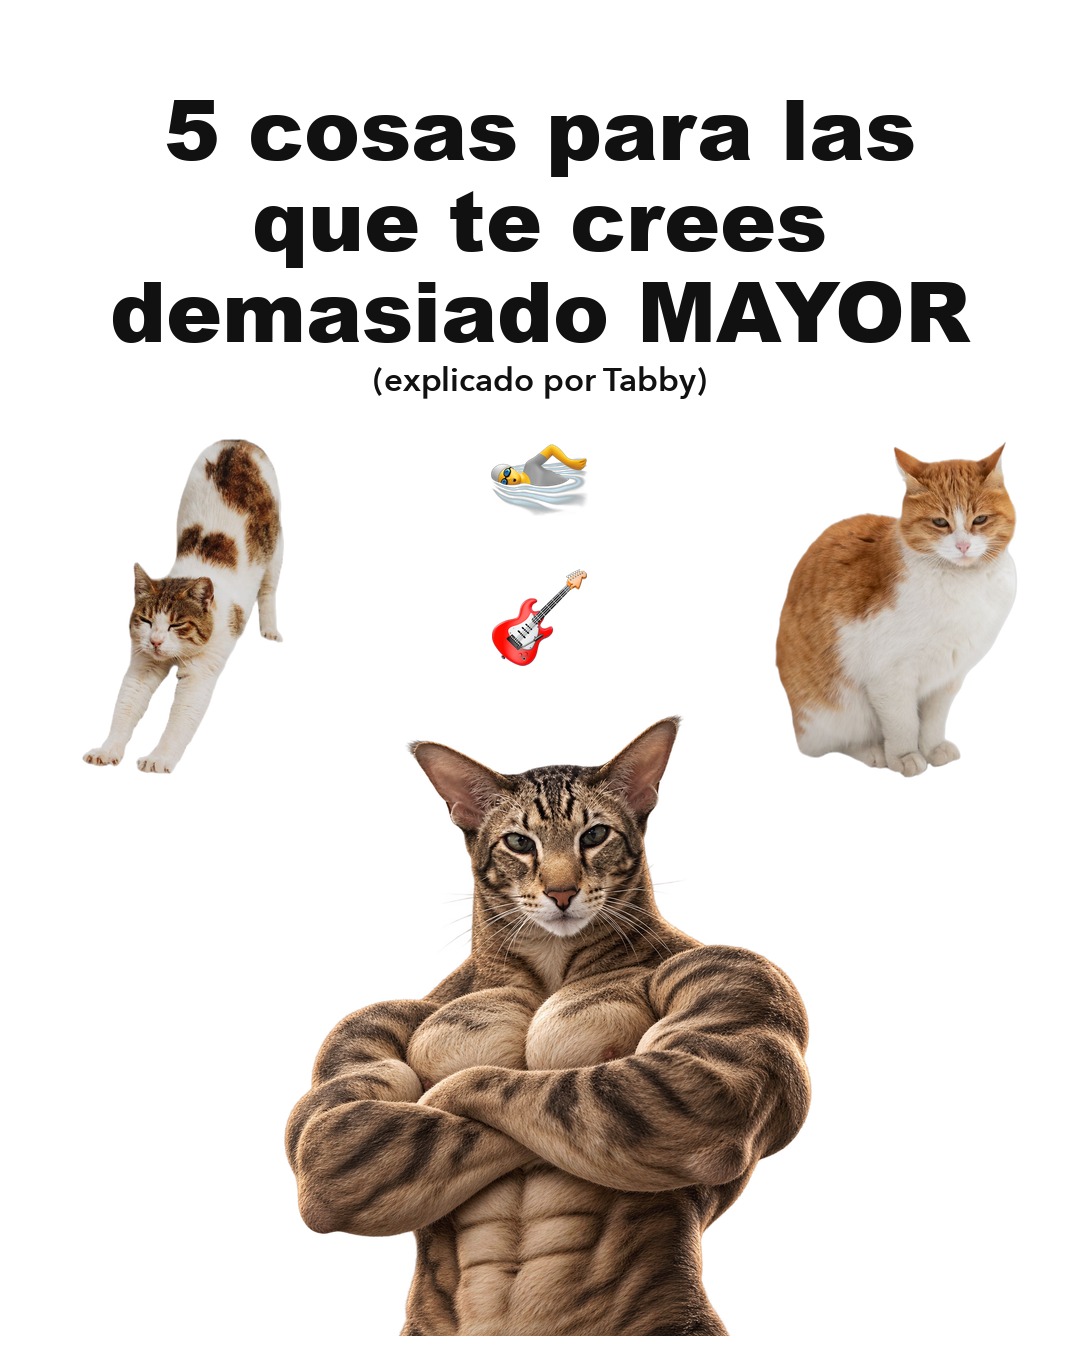 5 cosas para las
que te crees
demasiado MAYOR
(explicado por Tabby)